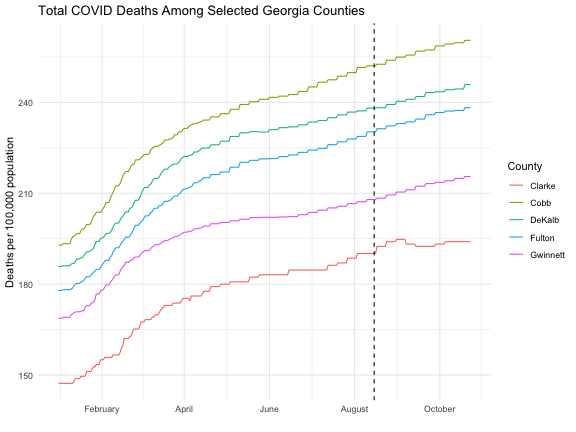 Total COVID Deaths Among Selected Georgia Counties
Deaths per 100,000 population
240
210
180
150
February
April
June
August
October
County
Clarke
Cobb
DeKalb
Fulton
Gwinnett